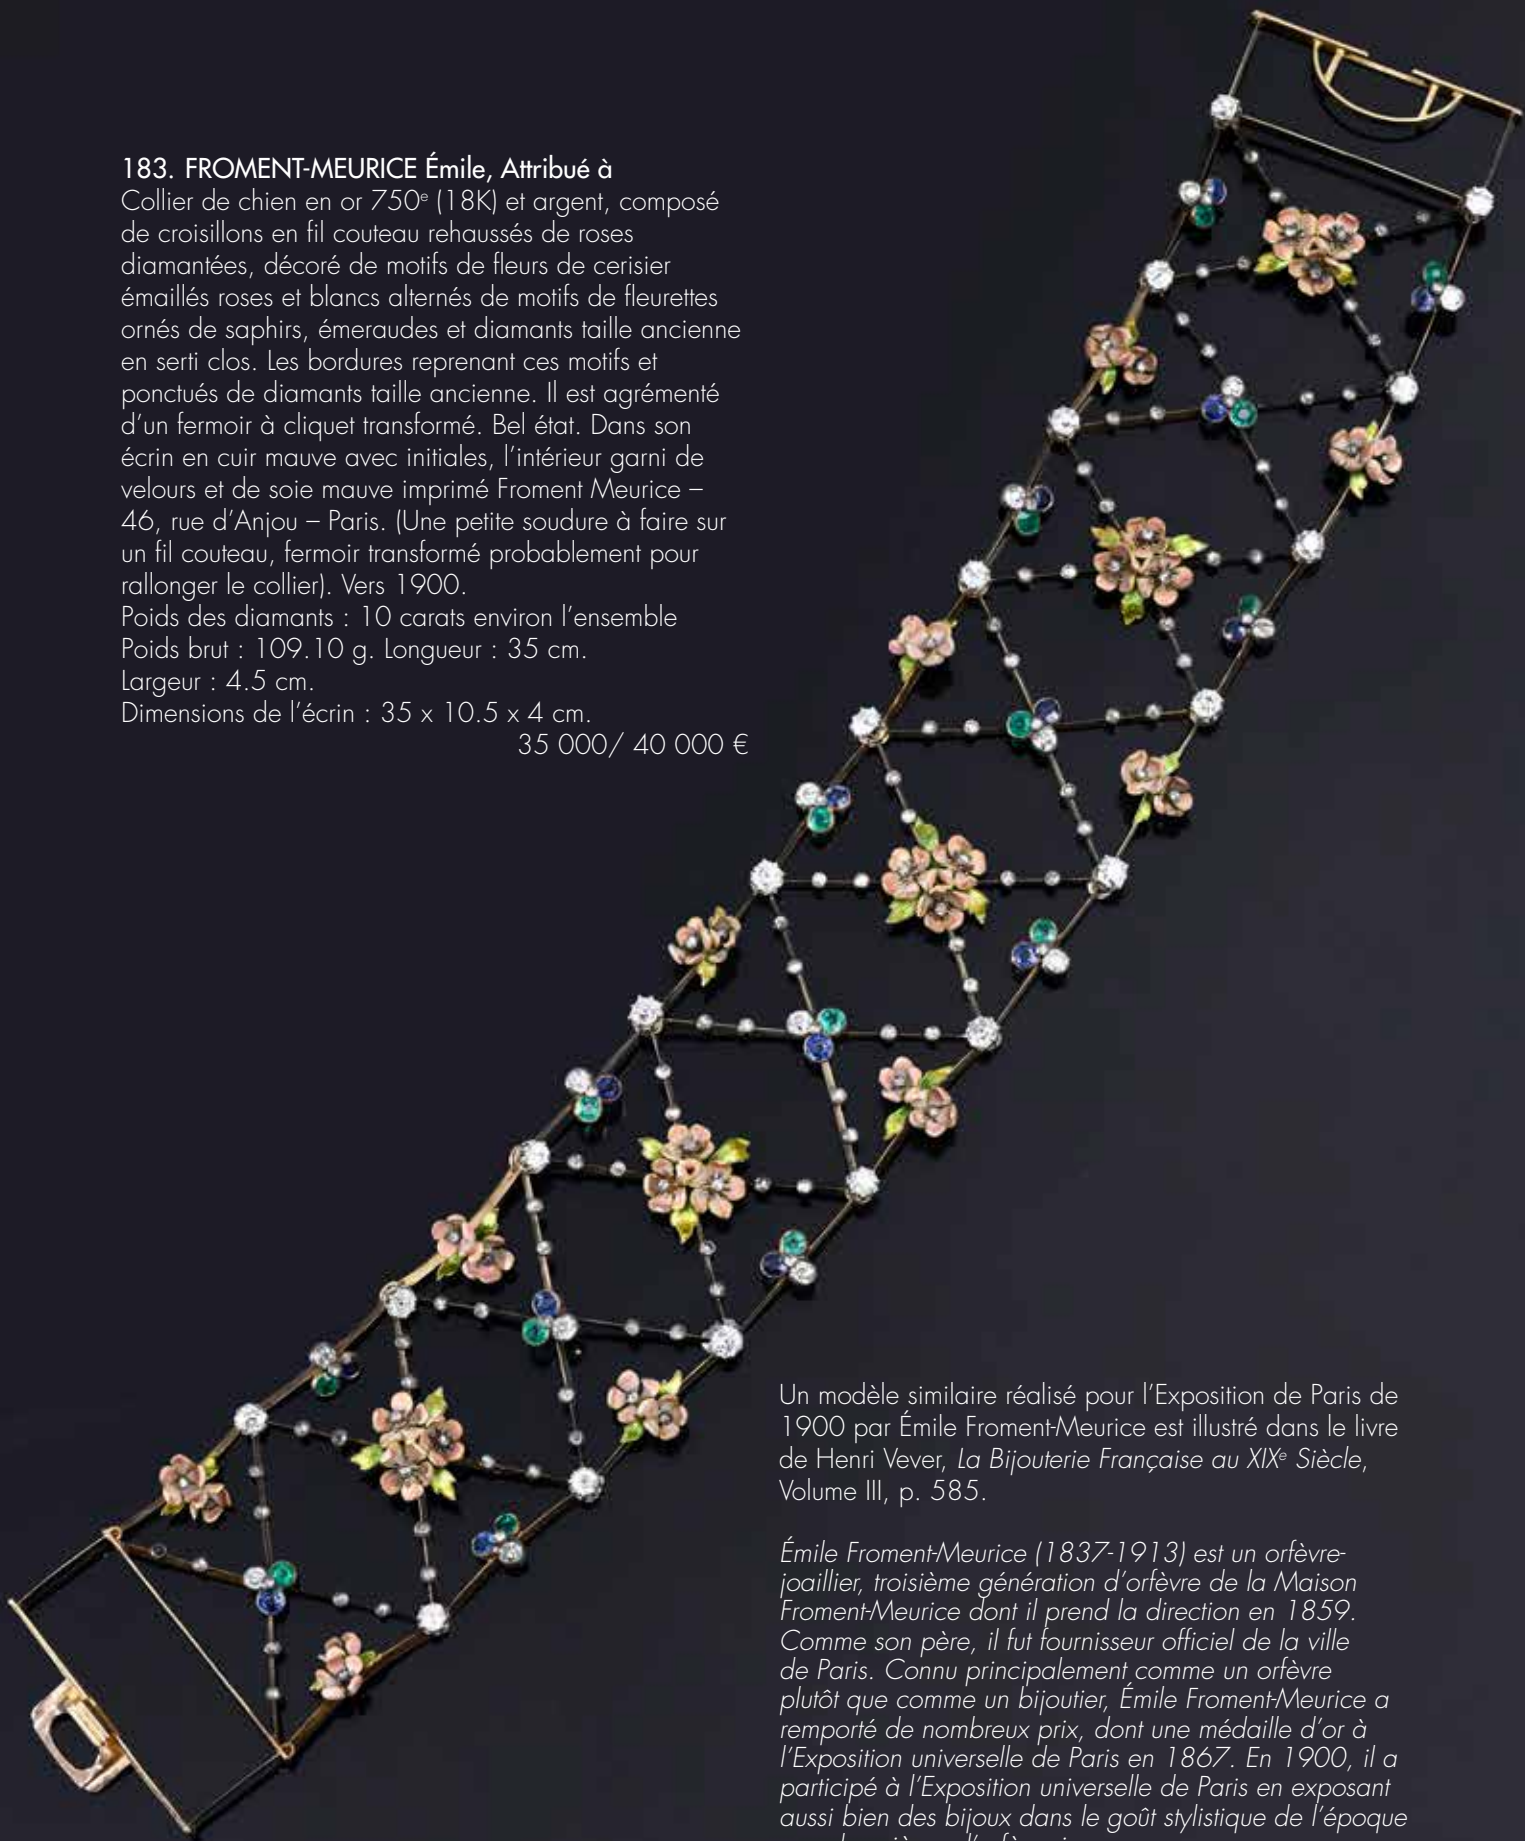 183. FROMENT-MEURICE Émile, Attribué à
Collier de chien en or 750ᵉ (18K) et argent, composé
de croisillons en fil couteau rehaussés de roses
diamantées, décoré de motifs de fleurs de cerisier
émaillés roses et blancs alternés de motifs de fleurettes
ornés de saphirs, émeraudes et diamants taille ancienne
en serti clos. Les bordures reprenant ces motifs et
ponctués de diamants taille ancienne. Il est agrémenté
d’un fermoir à cliquet transformé. Bel état. Dans son
écrin en cuir mauve avec initiales, l’intérieur garni de
velours et de soie mauve imprimé Froment Meurice –
46, rue d’Anjou – Paris. (Une petite soudure à faire sur
un fil couteau, fermoir transformé probablement pour
rallonger le collier). Vers 1900.
Poids des diamants : 10 carats environ l’ensemble
Poids brut : 109.10 g. Longueur : 35 cm.
Largeur : 4.5 cm.
Dimensions de l’écrin : 35 x 10.5 x 4 cm.
35 000/ 40 000 €
Un modèle similaire réalisé pour l’Exposition de Paris de
1900 par Émile Froment-Meurice est illustré dans le livre
de Henri Vever, La Bijouterie Française au XIXᵉ Siècle,
Volume III, p. 585.
Émile Froment-Meurice (1837-1913) est un orfèvre-
joaillier, troisième génération d’orfèvre de la Maison
Froment-Meurice dont il prend la direction en 1859.
Comme son père, il fut fournisseur officiel de la ville
de Paris. Connu principalement comme un orfèvre
plutôt que comme un bijoutier, Émile Froment-Meurice a
remporté de nombreux prix, dont une médaille d’or à
l’Exposition universelle de Paris en 1867. En 1900, il a
participé à l’Exposition universelle de Paris en exposant
aussi bien des bijoux dans le goût stylistique de l’époque